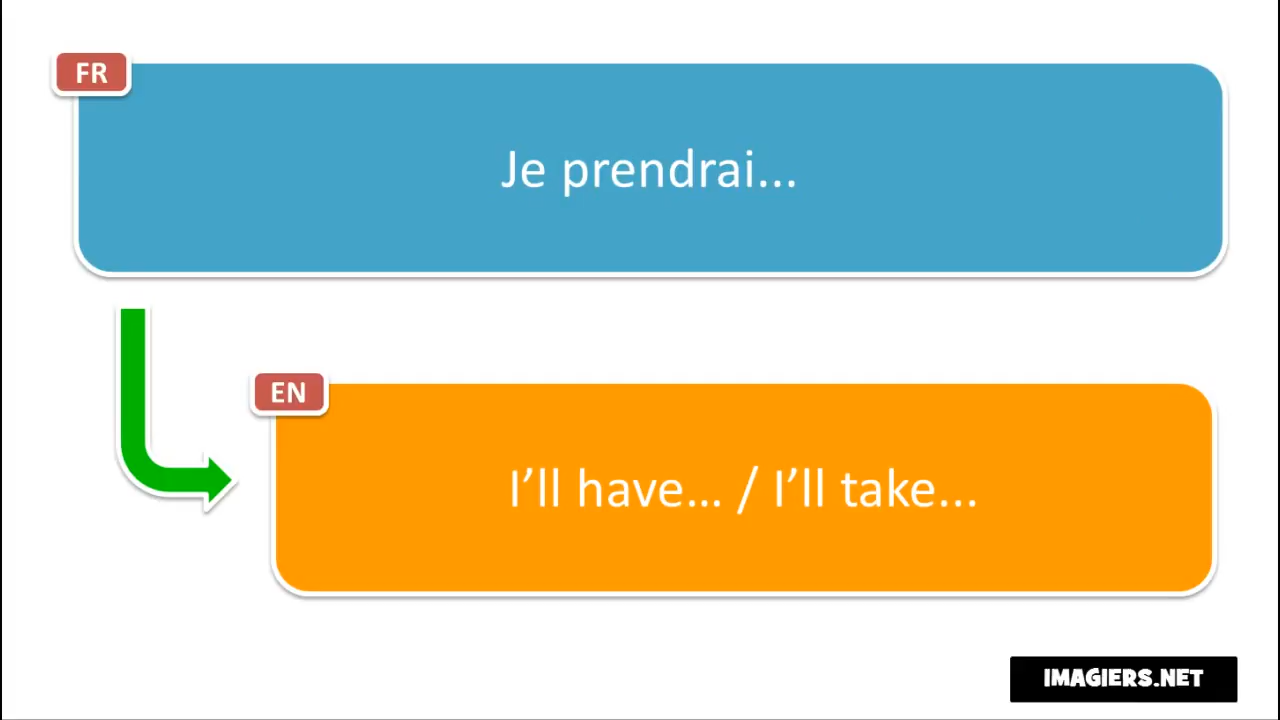 FR
Je prendrai...
EN
I’ll have... / I’ll take...
IMAGIERS.NET